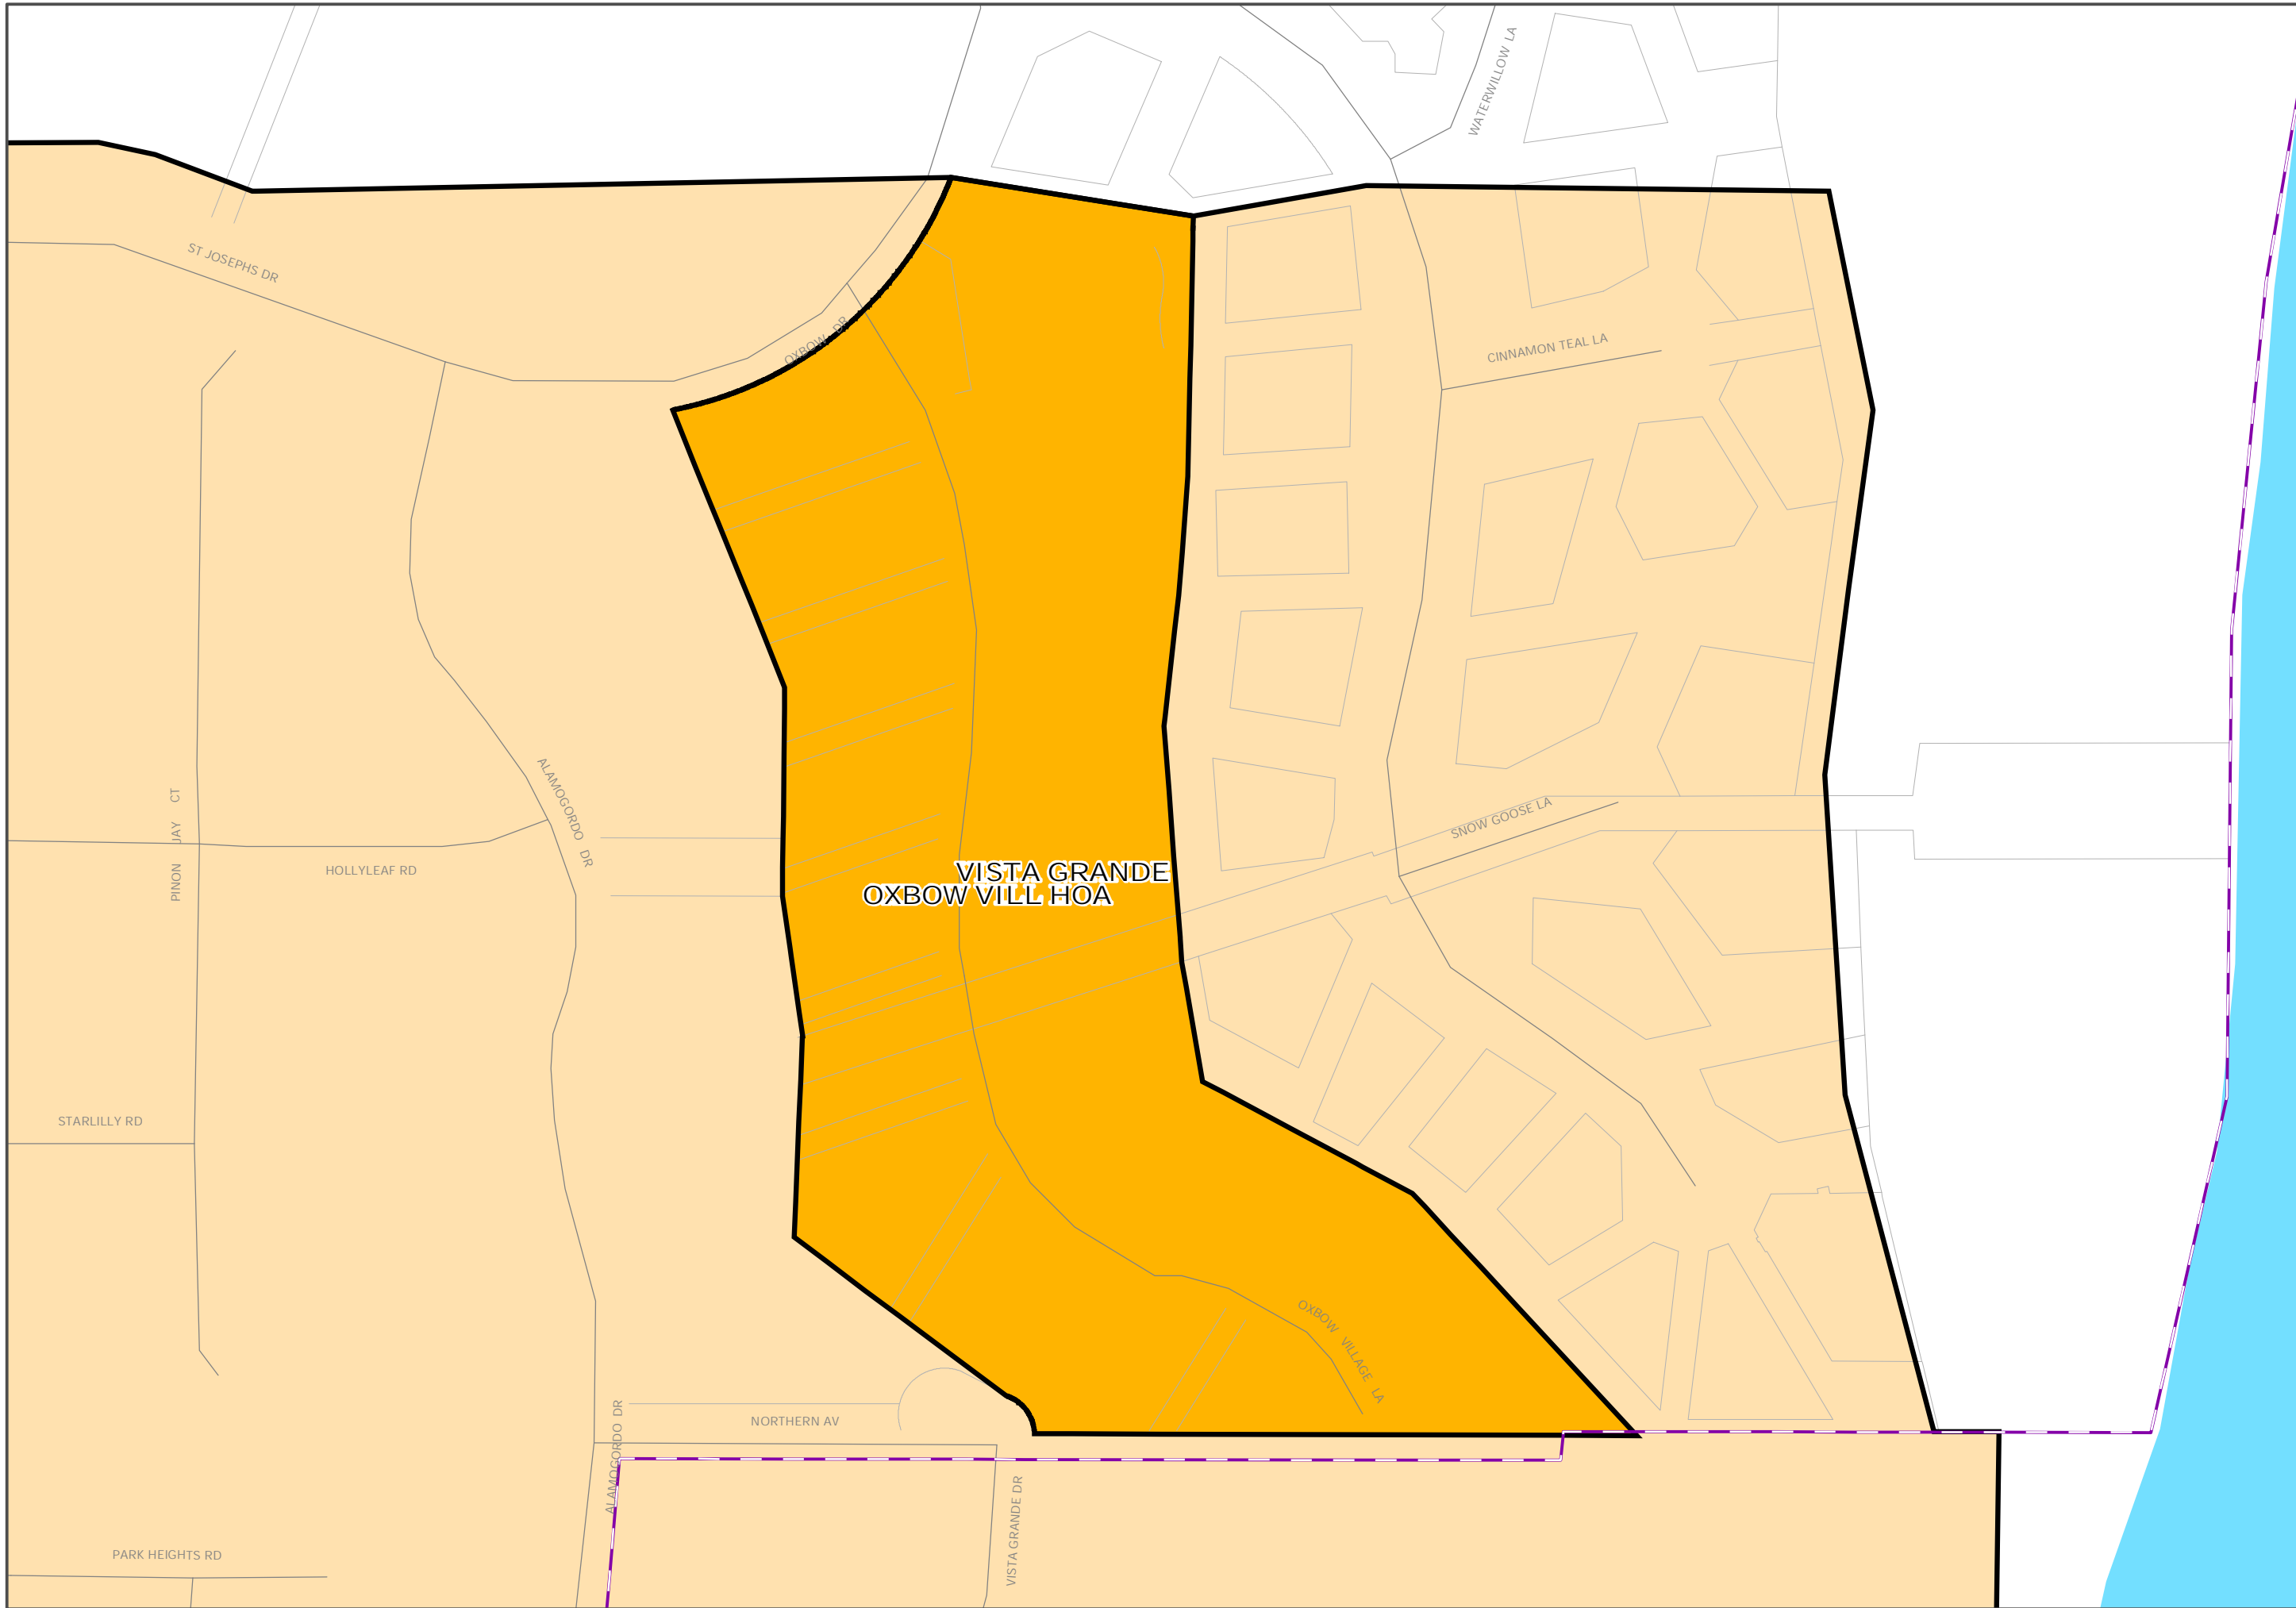 WATERWILLOW LA
ST JOSEPHS DR
OXBOW DR
CINNAMON TEAL LA
ALAMOGORDO DR
PINON JAY CT
SNOW GOOSE LA
HOLLYLEAF RD
VISTA GRANDE
OXBOW VILL HOA
STARLILLY RD
OXBOW VILLAGE LA
NORTHERN AV
ALAMOGORDO DR
VISTA GRANDE DR
PARK HEIGHTS RD